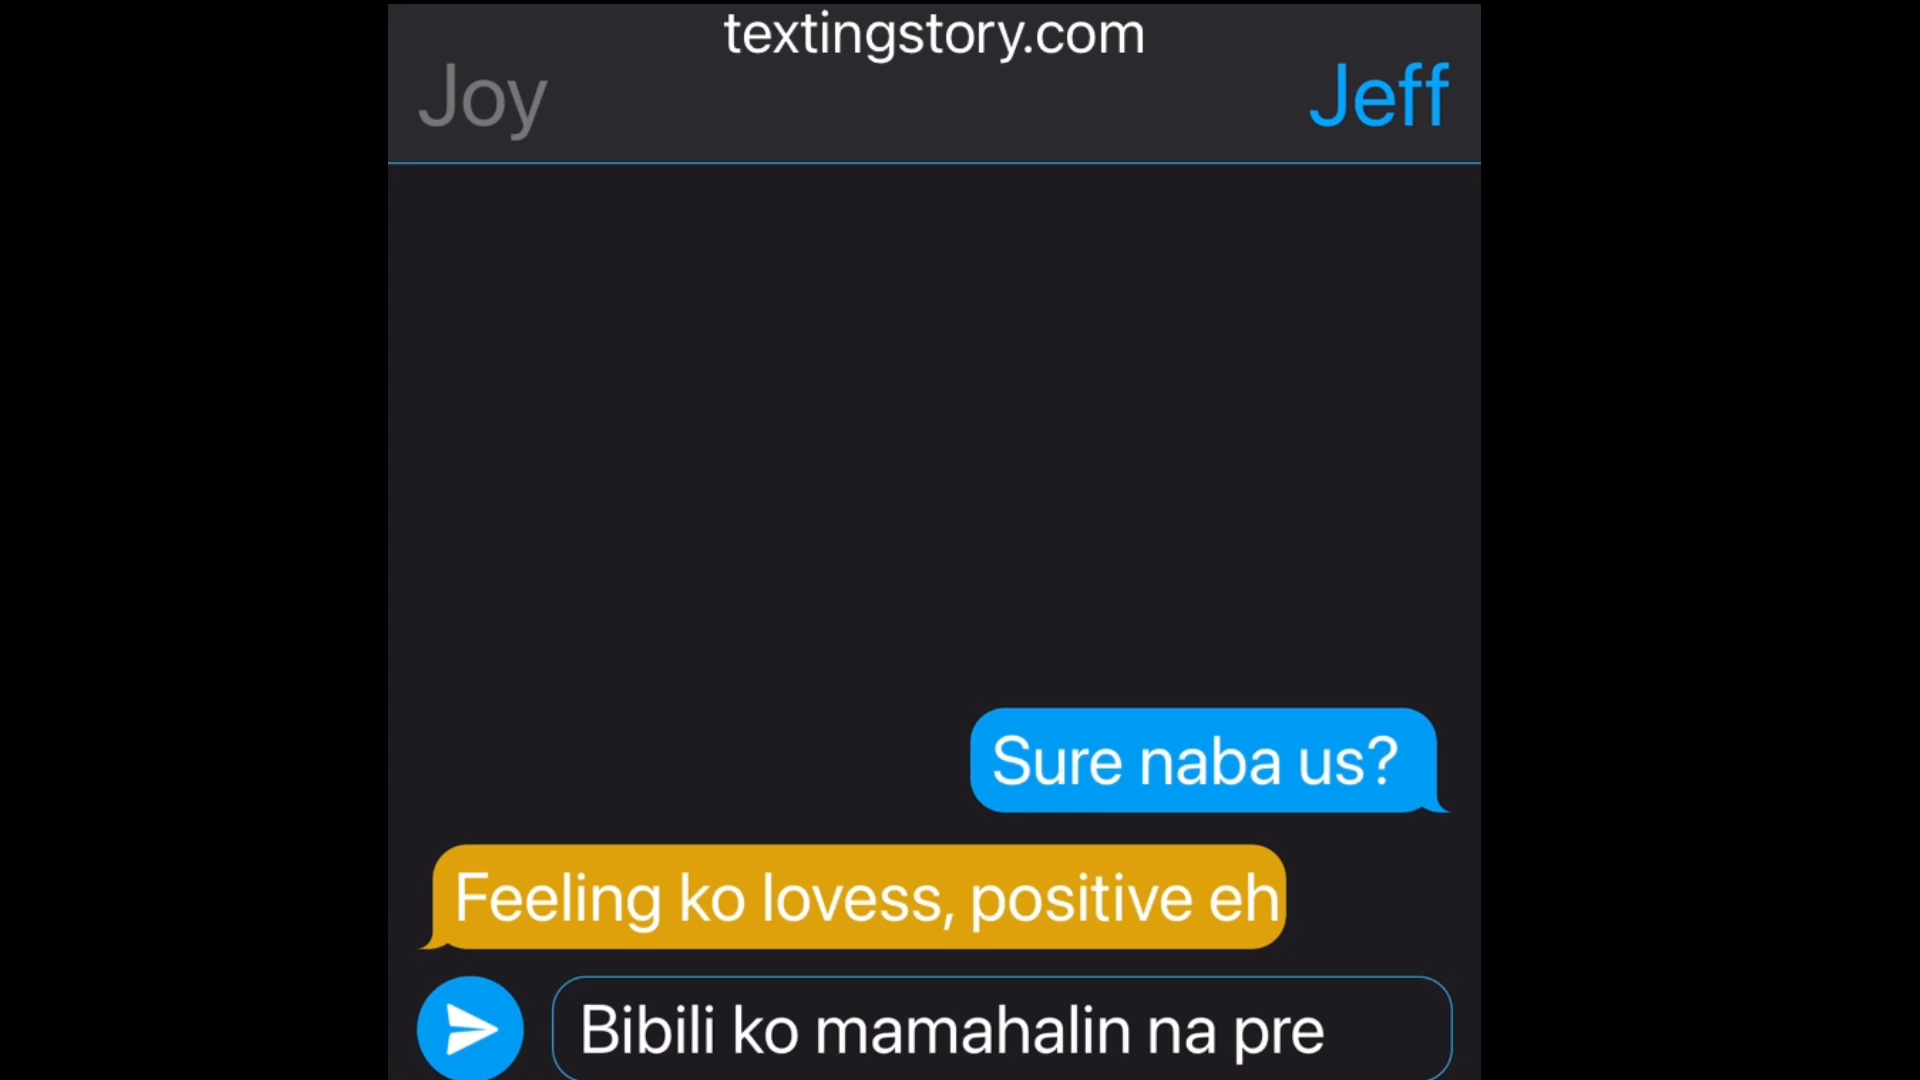 textingstory.com
Joy
Jeff
Sure naba us?
Feeling ko lovess, positive eh
Bibili ko mamahalin na pre